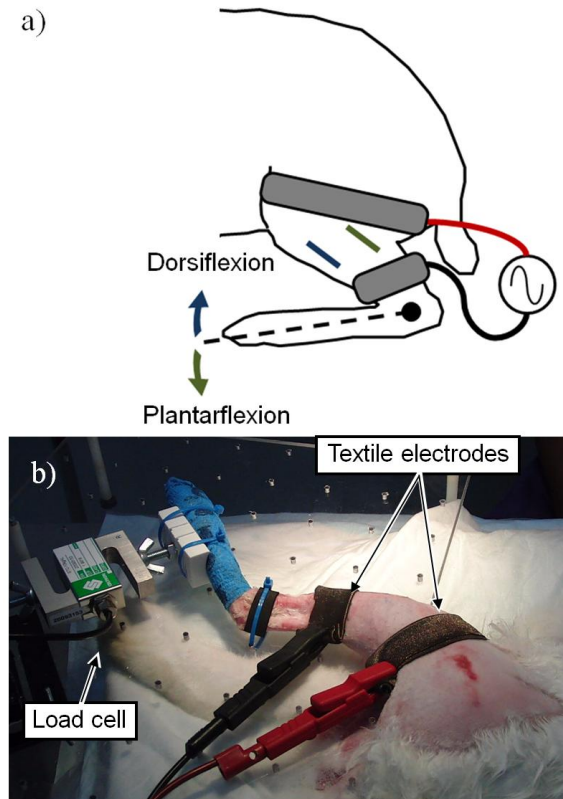 a)
Dorsiflexion
Plantarflexion
b)
Textile electrodes
Load cell